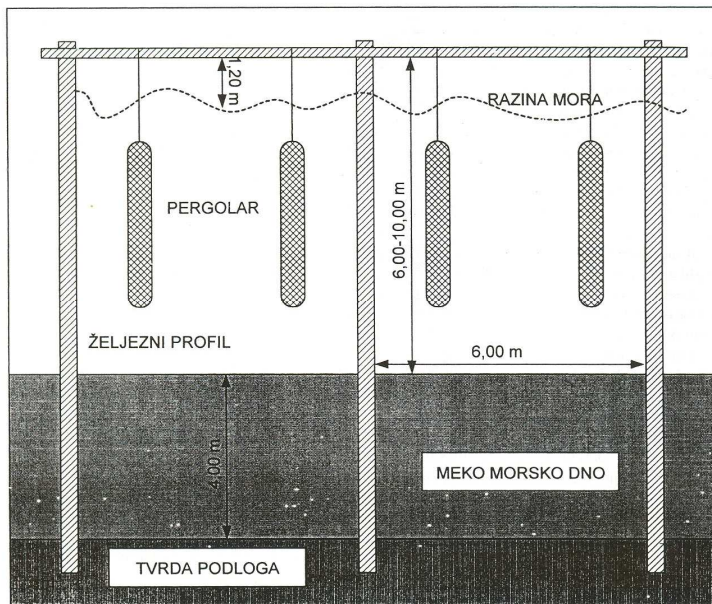 1,20 m
RAZINA MORA
PERGOLAR
6,00-10,00 m
ŽELJEZNI PROFIL
6,00 m
4,00 m
MEKO MORSKO DNO
TVRDA PODLOGA